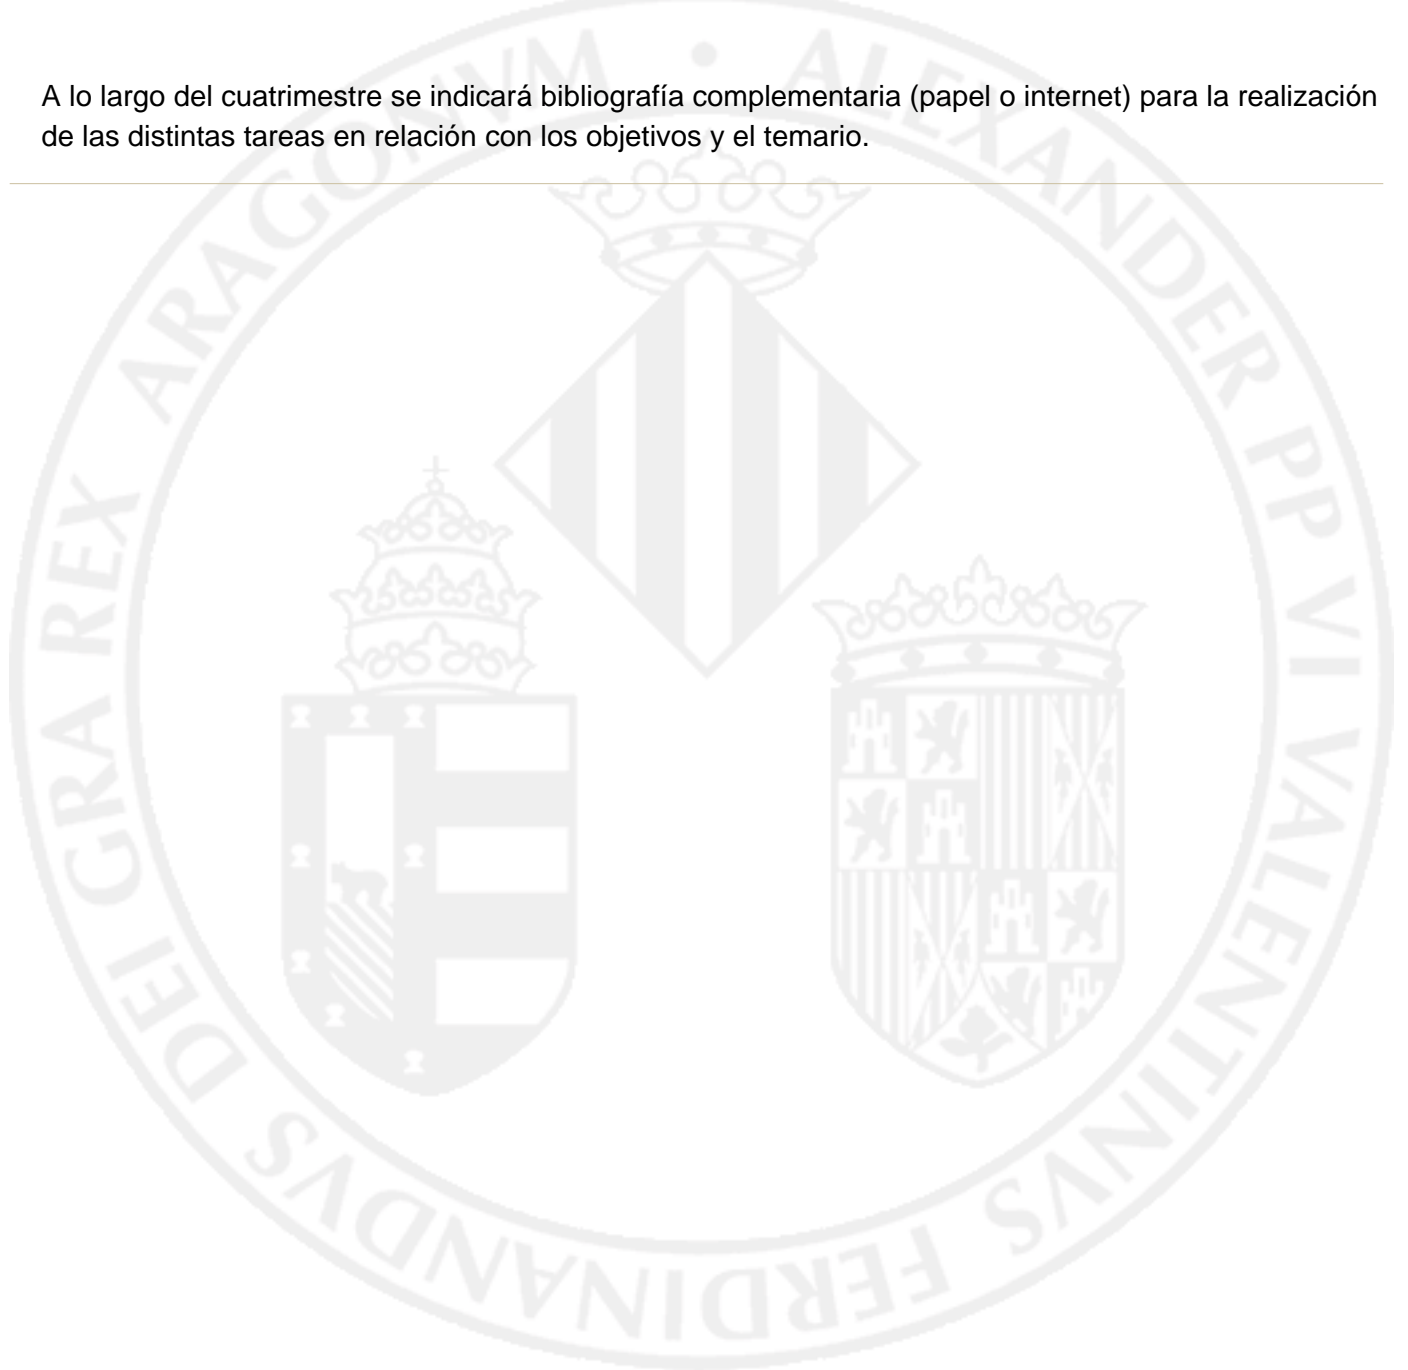 A lo largo del cuatrimestre se indicará bibliografía complementaria (papel o internet) para la realización
de las distintas tareas en relación con los objetivos y el temario.
ALEXANDER PP VI VALENTINVS FERDINANDVS DEI GRA REX ARAGONVM